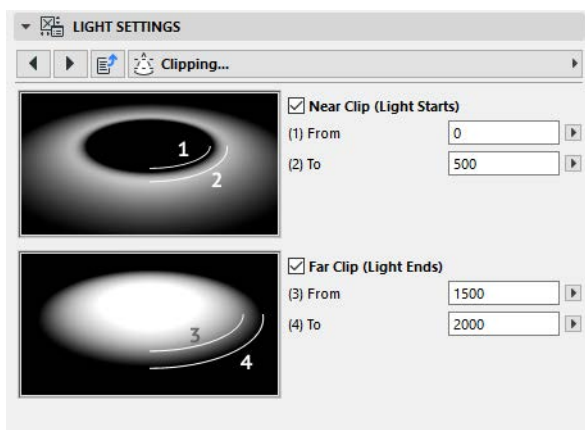 LIGHT SETTINGS
Clipping...
Near Clip (Light Starts)
(1) From 0
(2) To 500
1
2
Far Clip (Light Ends)
(3) From 1500
(4) To 2000
3
4